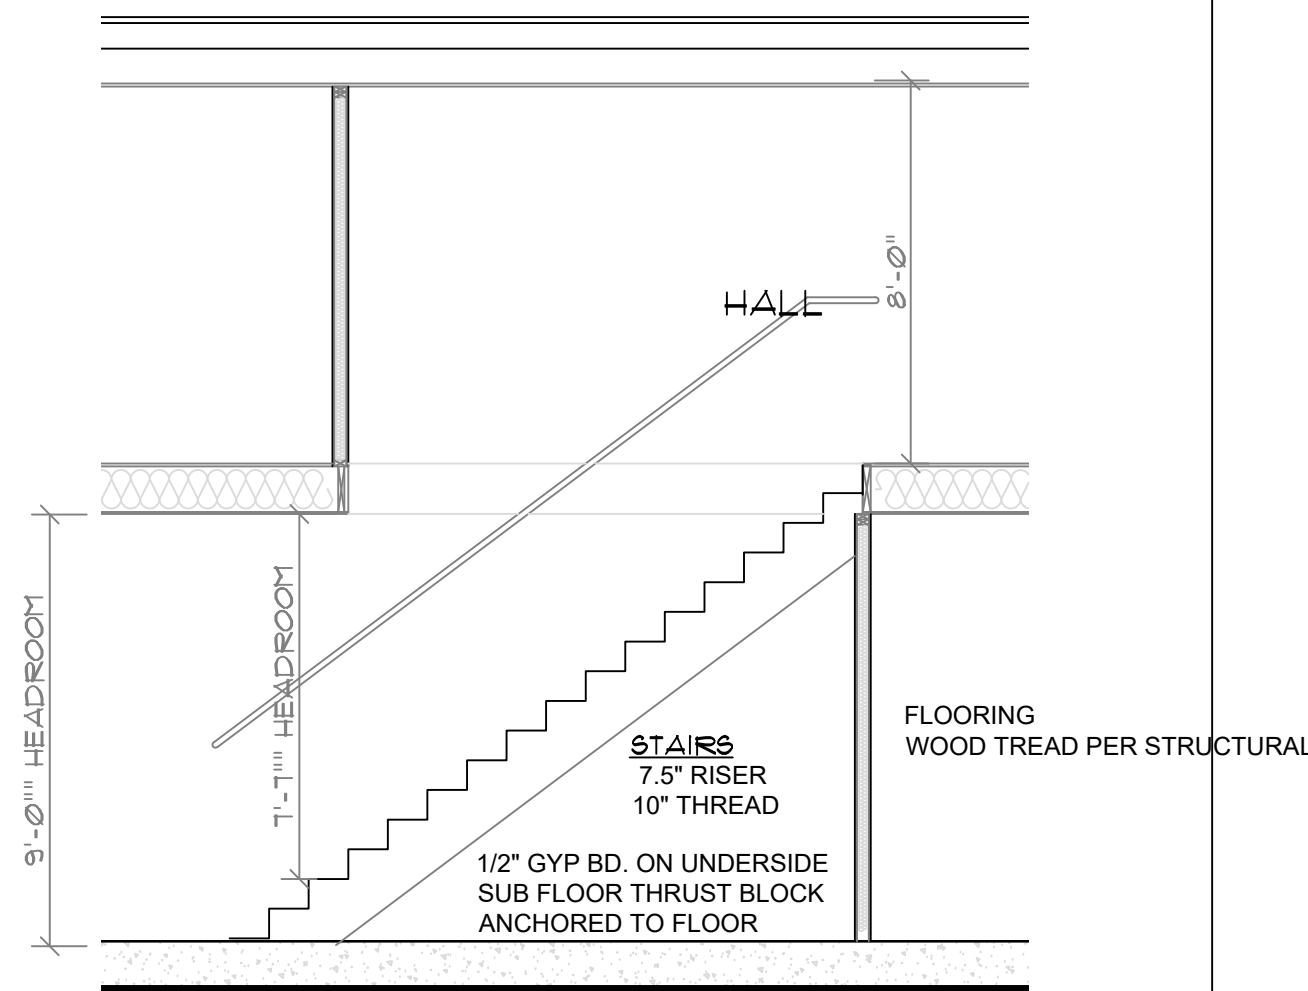 8'-0"
HALL
9'-0"" HEADROOM
7'-7"" HEADROOM
FLOORING
WOOD TREAD PER STRUCTURAL
STAIRS
7.5" RISER
10" THREAD
1/2" GYP BD. ON UNDERSIDE
SUB FLOOR THRUST BLOCK
ANCHORED TO FLOOR